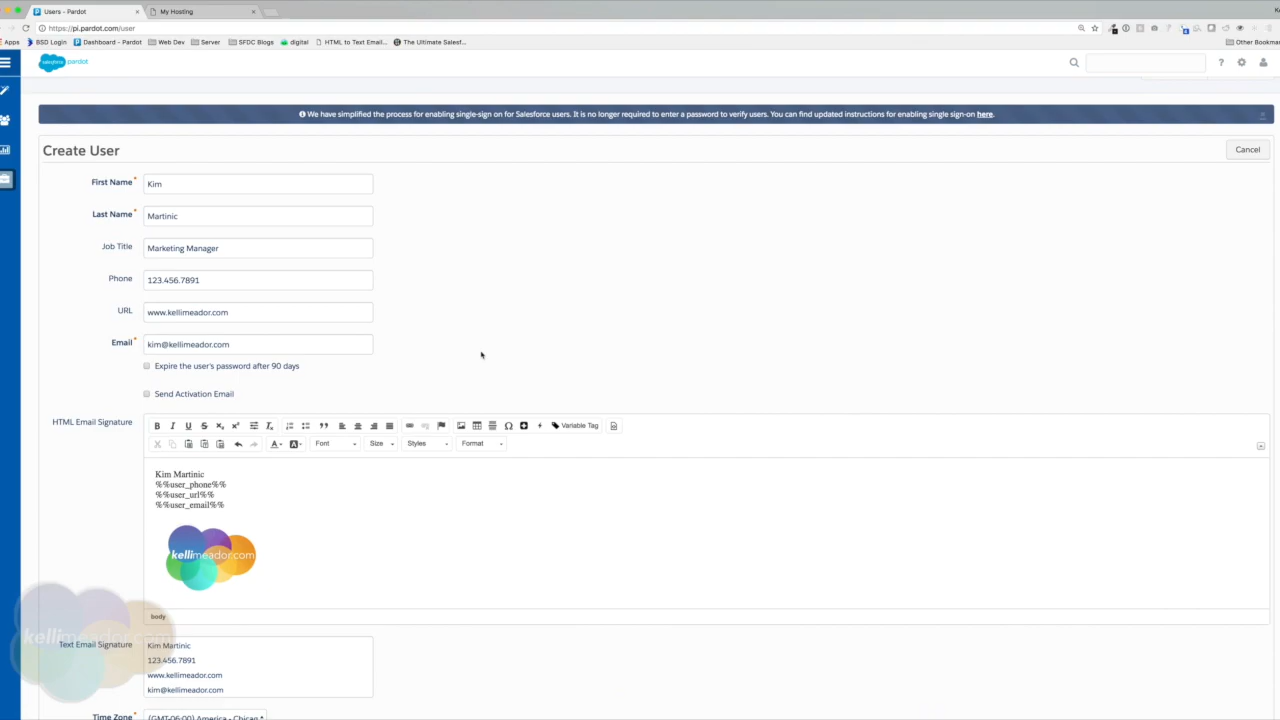 Users - Pardot
My Hosting
https://pi.pardot.com/user
Apps
BSD Login
Dashboard - Pardot
Web Dev
Server
SFDC Blogs
digital
HTML to Text Email...
The Ultimate Salesf...
Other Bookmar
salesforce pardot
We have simplified the process for enabling single-sign on for Salesforce users. It is no longer required to enter a password to verify users. You can find updated instructions for enabling single sign-on here.
Create User
Cancel
First Name*
Kim
Last Name*
Martinic
Job Title
Marketing Manager
Phone
123.456.7891
URL
www.kellimeador.com
Email*
kim@kellimeador.com
Expire the user's password after 90 days
Send Activation Email
HTML Email Signature
Variable Tag
Font
Size
Styles
Format
Kim Martinic
%%user_phone%%
%%user_url%%
%%user_email%%
kellimeador.com
body
kellimeador.com
Text Email Signature
Kim Martinic
123.456.7891
www.kellimeador.com
kim@kellimeador.com
Time Zone*
(GMT-06:00) America - Chicag